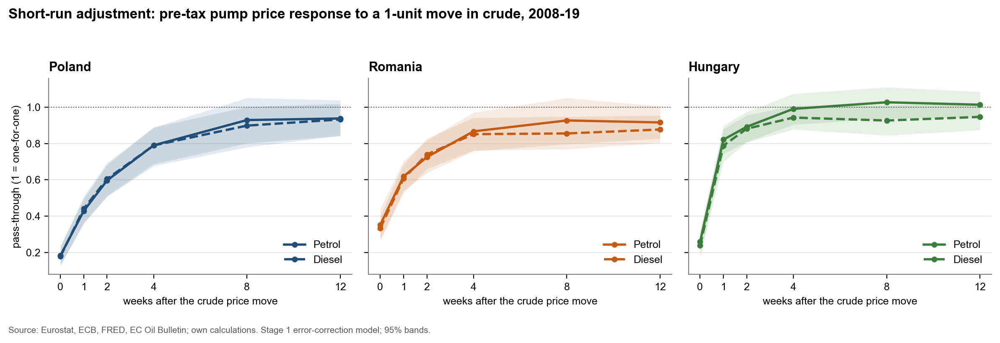 Short-run adjustment: pre-tax pump price response to a 1-unit move in crude, 2008-19
Poland
Romania
Hungary
pass-through (1 = one-for-one)
1.0
0.8
0.6
0.4
0.2
Petrol
Diesel
Petrol
Diesel
Petrol
Diesel
0 1 2 4 8 12
0 1 2 4 8 12
0 1 2 4 8 12
weeks after the crude price move
weeks after the crude price move
weeks after the crude price move
Source: Eurostat, ECB, FRED, EC Oil Bulletin; own calculations. Stage 1 error-correction model; 95% bands.